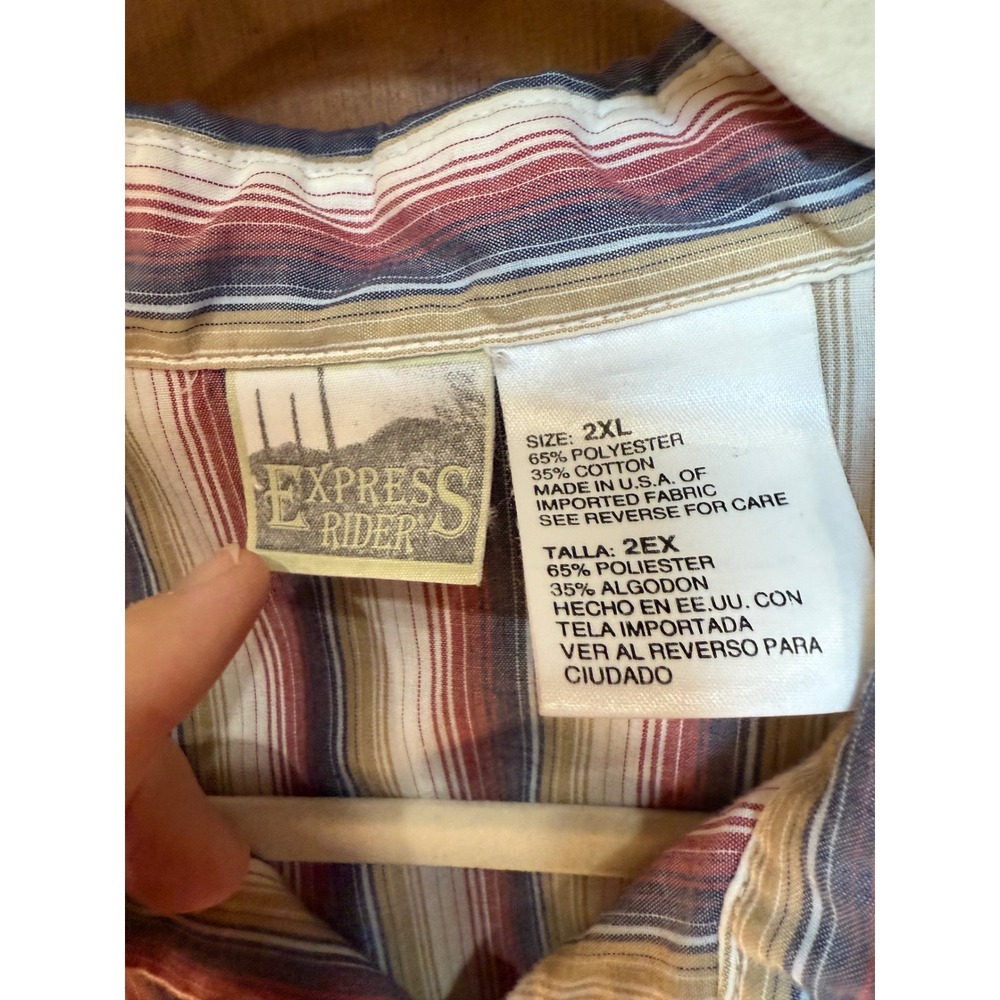 EXPRESS
RIDER
SIZE: 2XL
65% POLYESTER
35% COTTON
MADE IN U.S.A. OF
IMPORTED FABRIC
SEE REVERSE FOR CARE
TALLA: 2EX
65% POLIESTER
35% ALGODON
HECHO EN EE.UU. CON
TELA IMPORTADA
VER AL REVERSO PARA
CIUDADO